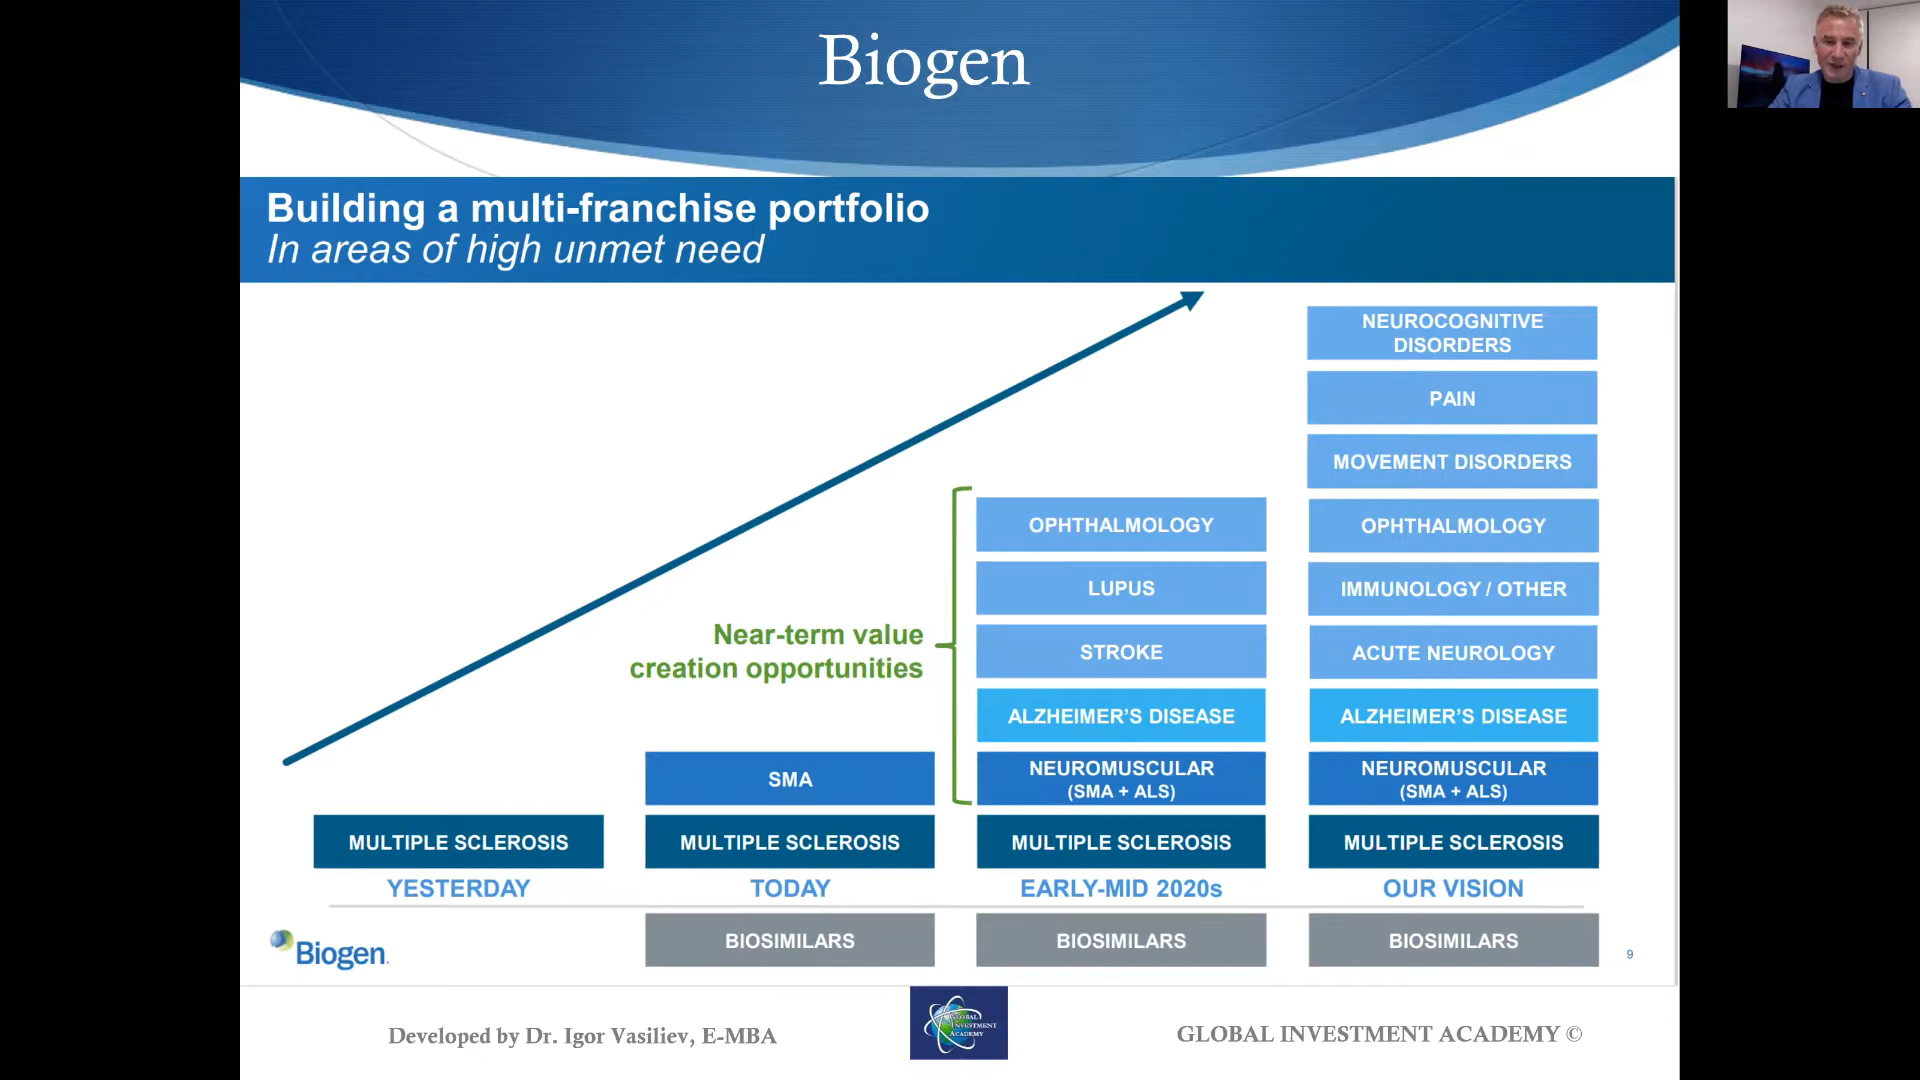 Biogen
Building a multi-franchise portfolio
In areas of high unmet need
NEUROCOGNITIVE
DISORDERS
PAIN
MOVEMENT DISORDERS
OPHTHALMOLOGY
OPHTHALMOLOGY
LUPUS
IMMUNOLOGY / OTHER
Near-term value
creation opportunities
STROKE
ACUTE NEUROLOGY
ALZHEIMER'S DISEASE
ALZHEIMER'S DISEASE
SMA
NEUROMUSCULAR
(SMA + ALS)
NEUROMUSCULAR
(SMA + ALS)
MULTIPLE SCLEROSIS
MULTIPLE SCLEROSIS
MULTIPLE SCLEROSIS
MULTIPLE SCLEROSIS
YESTERDAY
TODAY
EARLY-MID 2020s
OUR VISION
BIOSIMILARS
BIOSIMILARS
BIOSIMILARS
Biogen.
9
Developed by Dr. Igor Vasiliev, E-MBA
GLOBAL
INVESTMENT
ACADEMY
GLOBAL INVESTMENT ACADEMY ©